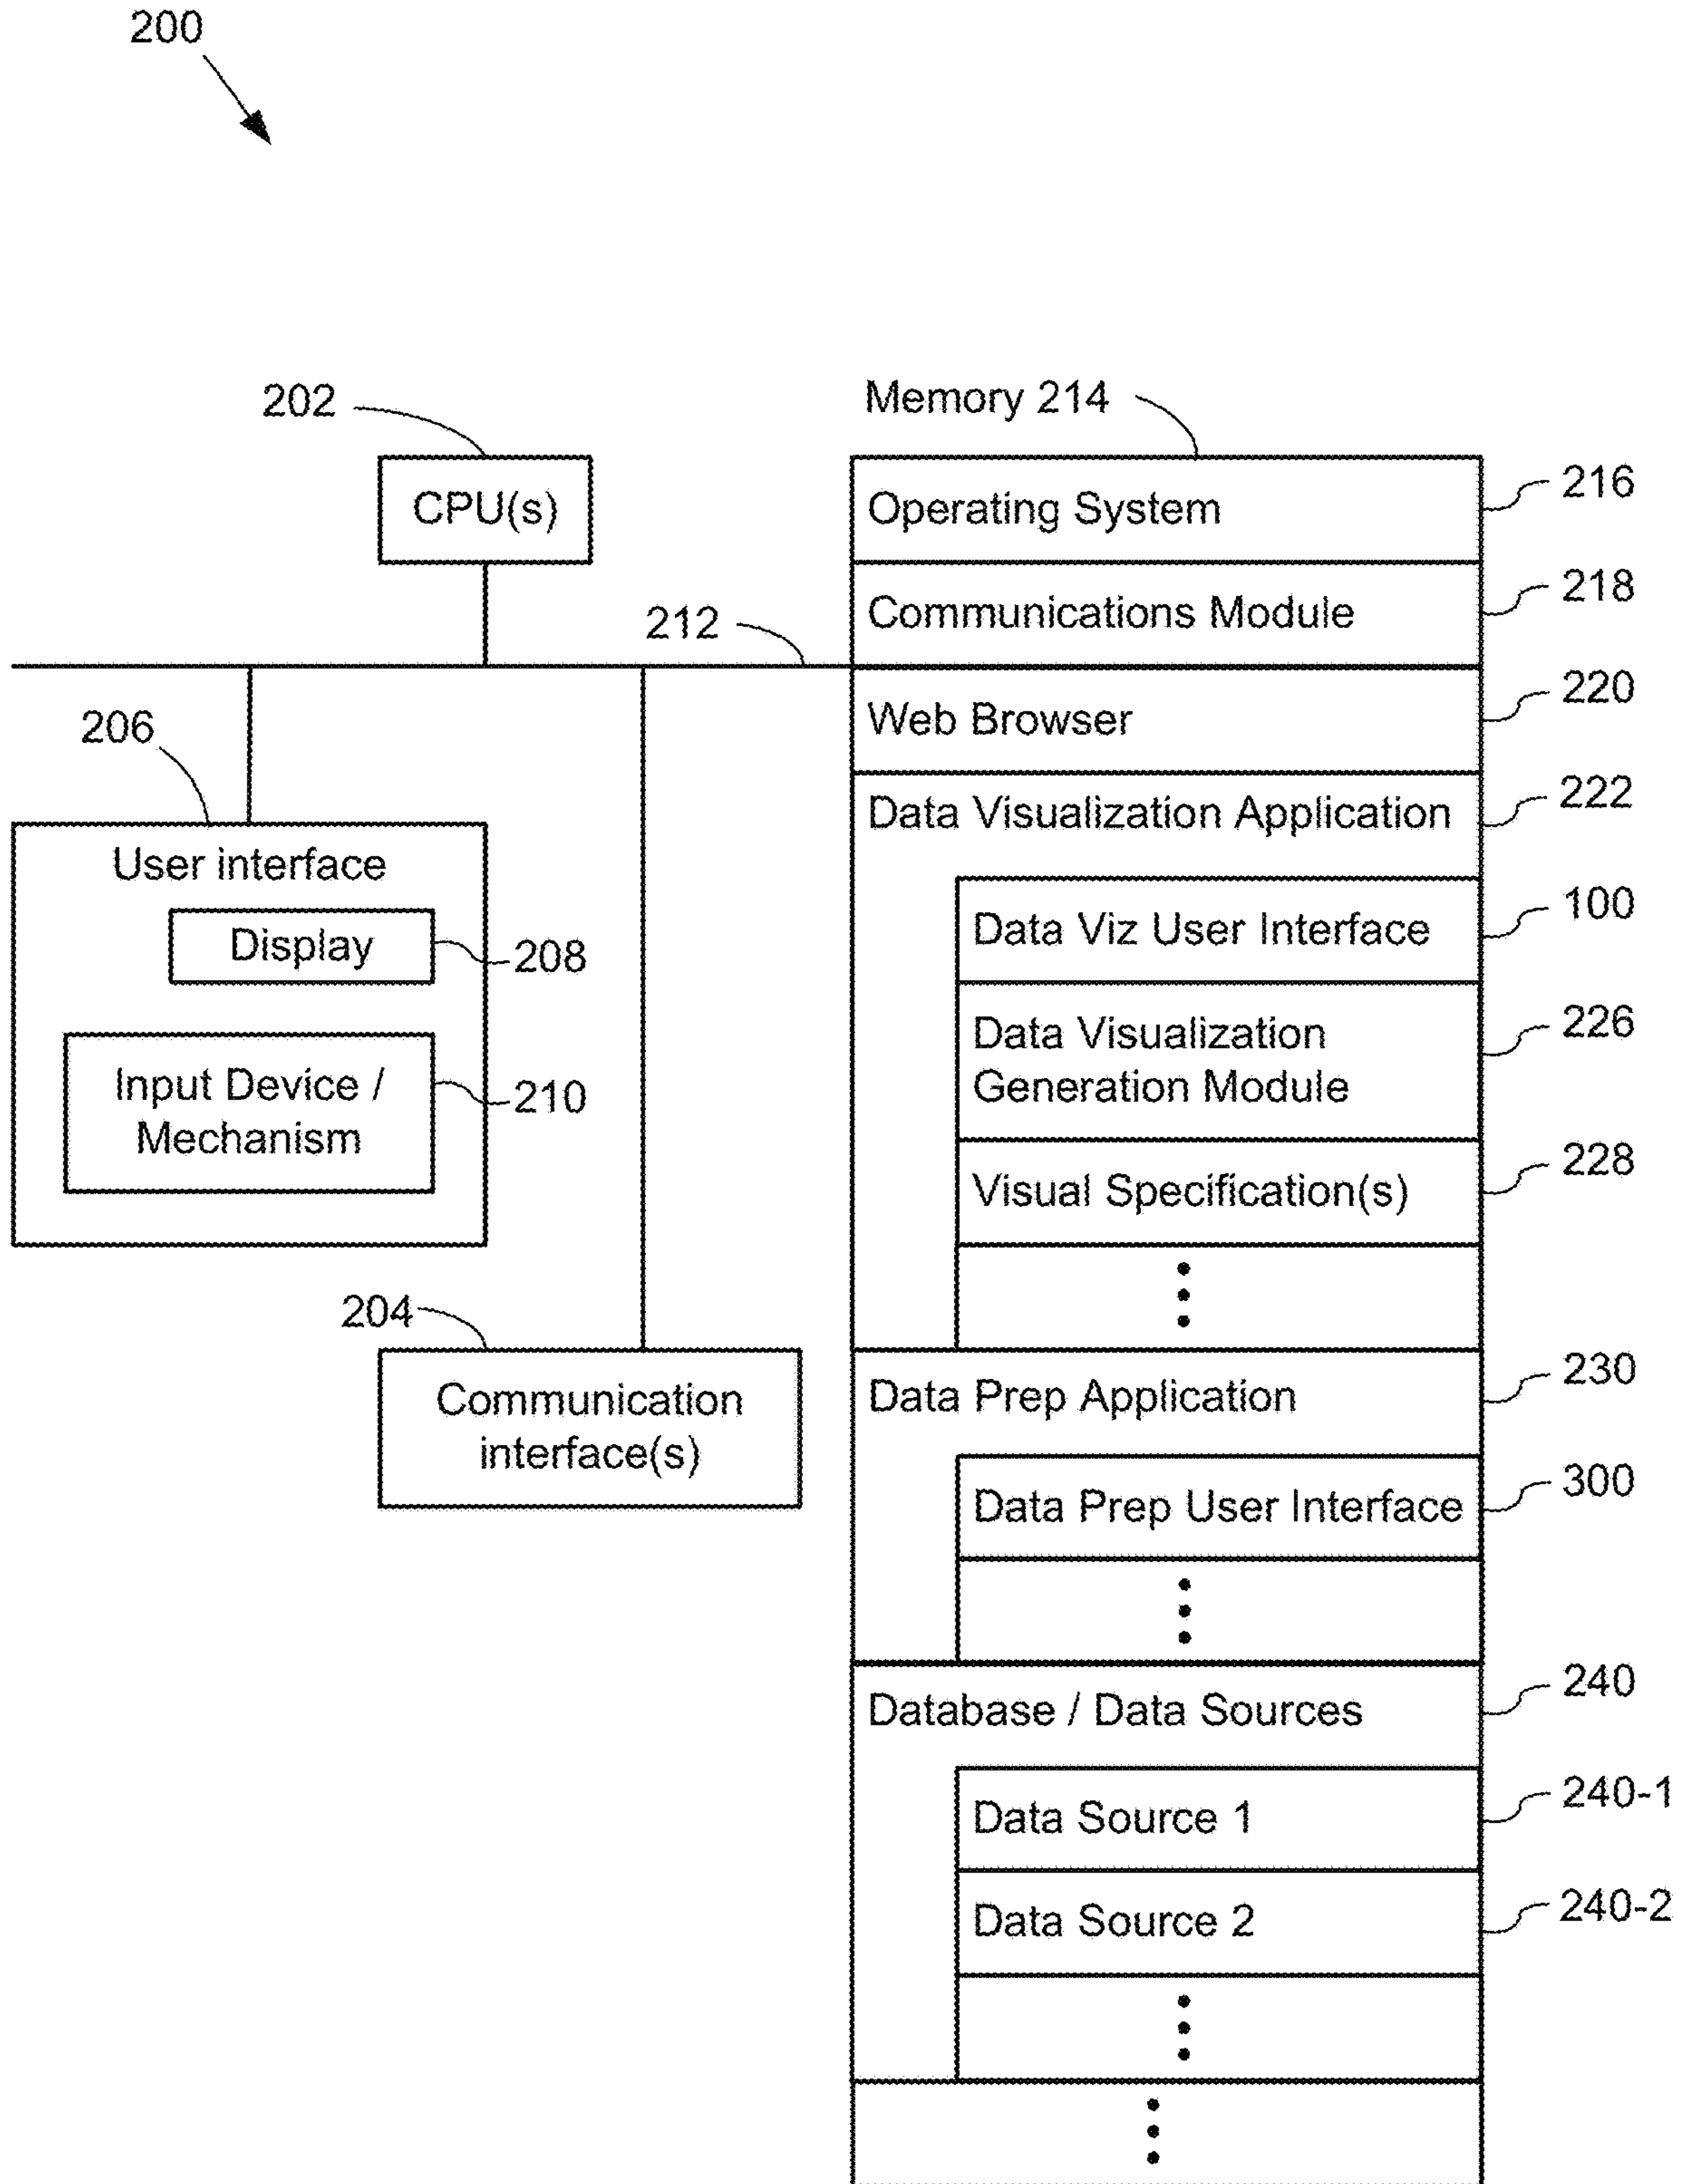 200
202
CPU(s)
212
206
User interface
Display
208
Input Device /
Mechanism
210
204
Communication
interface(s)
Memory 214
Operating System
216
Communications Module
218
Web Browser
220
Data Visualization Application
222
Data Viz User Interface
100
Data Visualization
Generation Module
226
Visual Specification(s)
228
Data Prep Application
230
Data Prep User Interface
300
Database / Data Sources
240
Data Source 1
240-1
Data Source 2
240-2